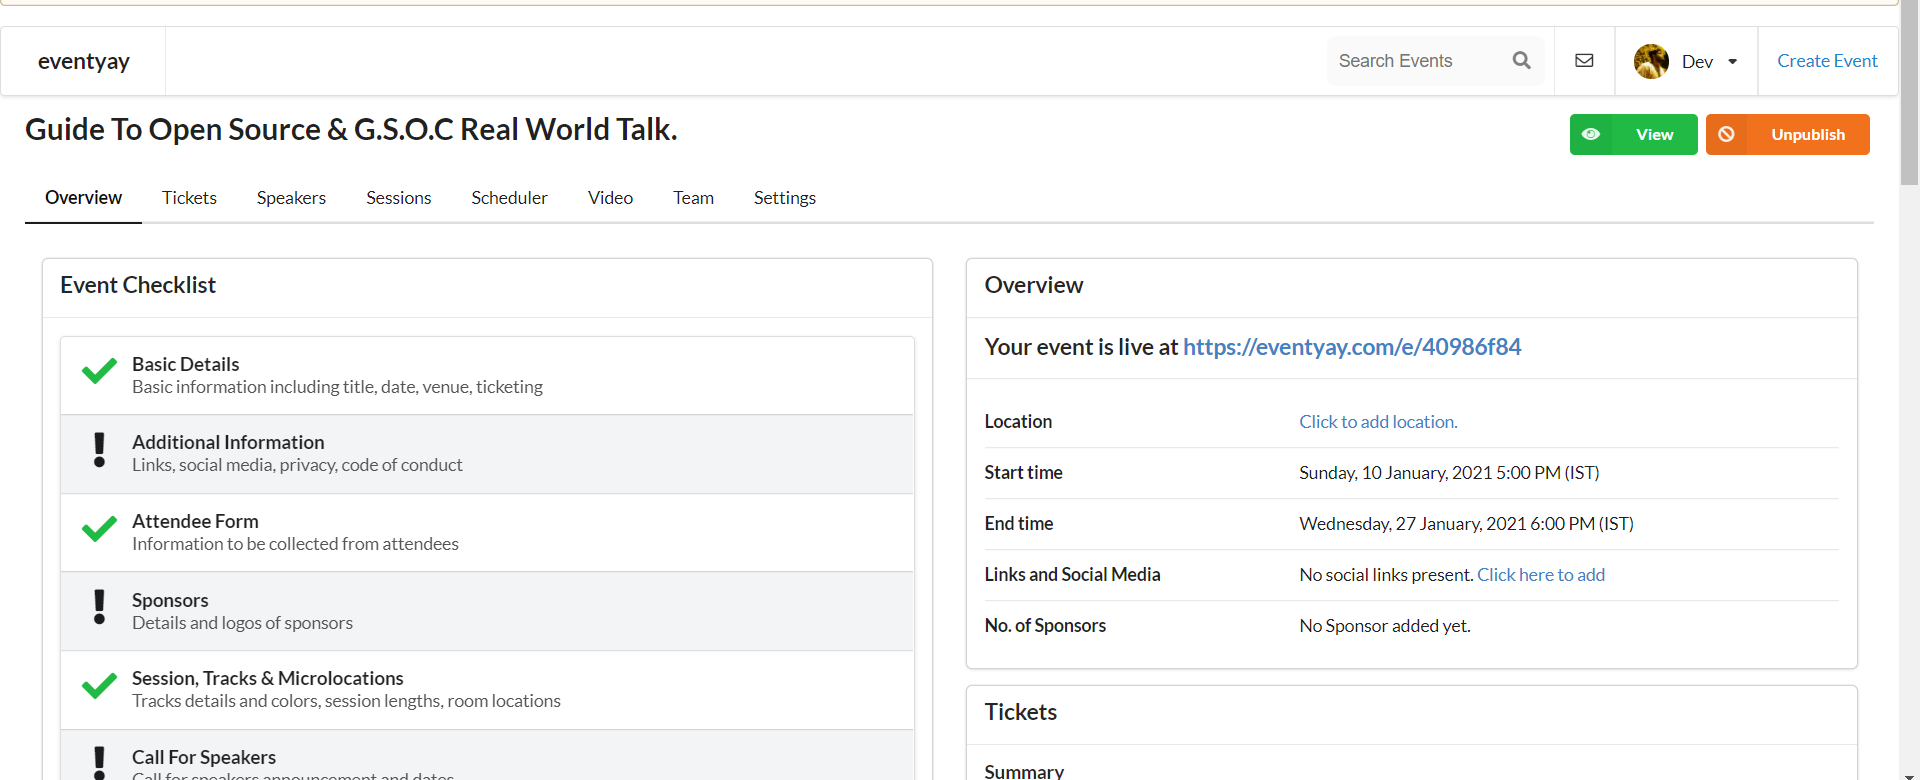 eventyay
Search Events
Dev
Create Event
Guide To Open Source & G.S.O.C Real World Talk.
View
Unpublish
Overview
Tickets
Speakers
Sessions
Scheduler
Video
Team
Settings
Event Checklist
Basic Details
Basic information including title, date, venue, ticketing
Additional Information
Links, social media, privacy, code of conduct
Attendee Form
Information to be collected from attendees
Sponsors
Details and logos of sponsors
Session, Tracks & Microlocations
Tracks details and colors, session lengths, room locations
Call For Speakers
Call for speakers announcement and dates
Overview
Your event is live at https://eventyay.com/e/40986f84
Location Click to add location.
Start time Sunday, 10 January, 2021 5:00 PM (IST)
End time Wednesday, 27 January, 2021 6:00 PM (IST)
Links and Social Media No social links present. Click here to add
No. of Sponsors No Sponsor added yet.
Tickets
Summary